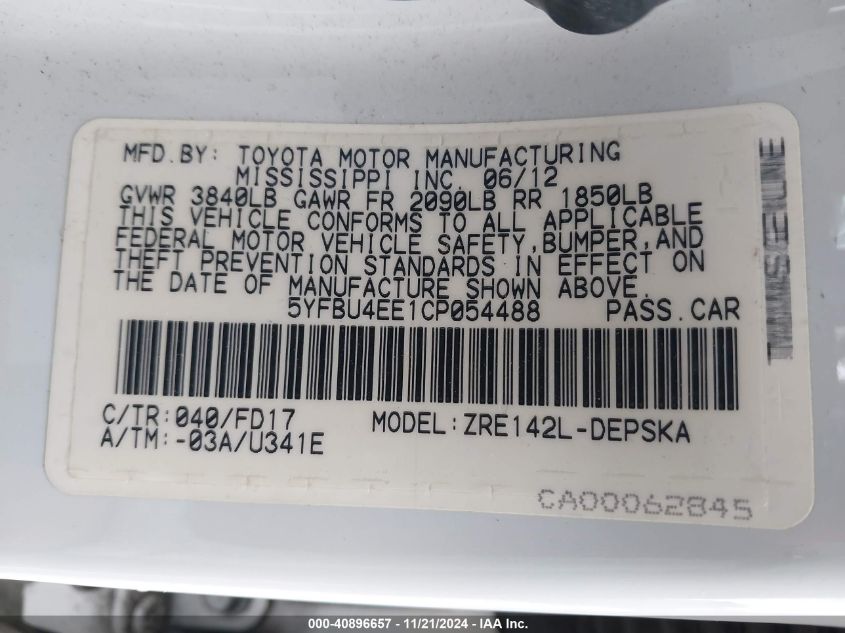 MFD.BY: TOYOTA MOTOR MANUFACTURING
MISSISSIPPI INC. 06/12
GVWR 3840LB GAWR FR 2090LB RR 1850LB
THIS VEHICLE CONFORMS TO ALL APPLICABLE
FEDERAL MOTOR VEHICLE SAFETY,BUMPER,AND
THEFT PREVENTION STANDARDS IN EFFECT ON
THE DATE OF MANUFACTURE SHOWN ABOVE.
5YFBU4EE1CP054488 PASS.CAR
C/TR:040/FD17 MODEL:ZRE142L-DEPSKA
A/TM:-03A/U341E
CA00062845
000-40896657 - 11/21/2024 - IAA Inc.